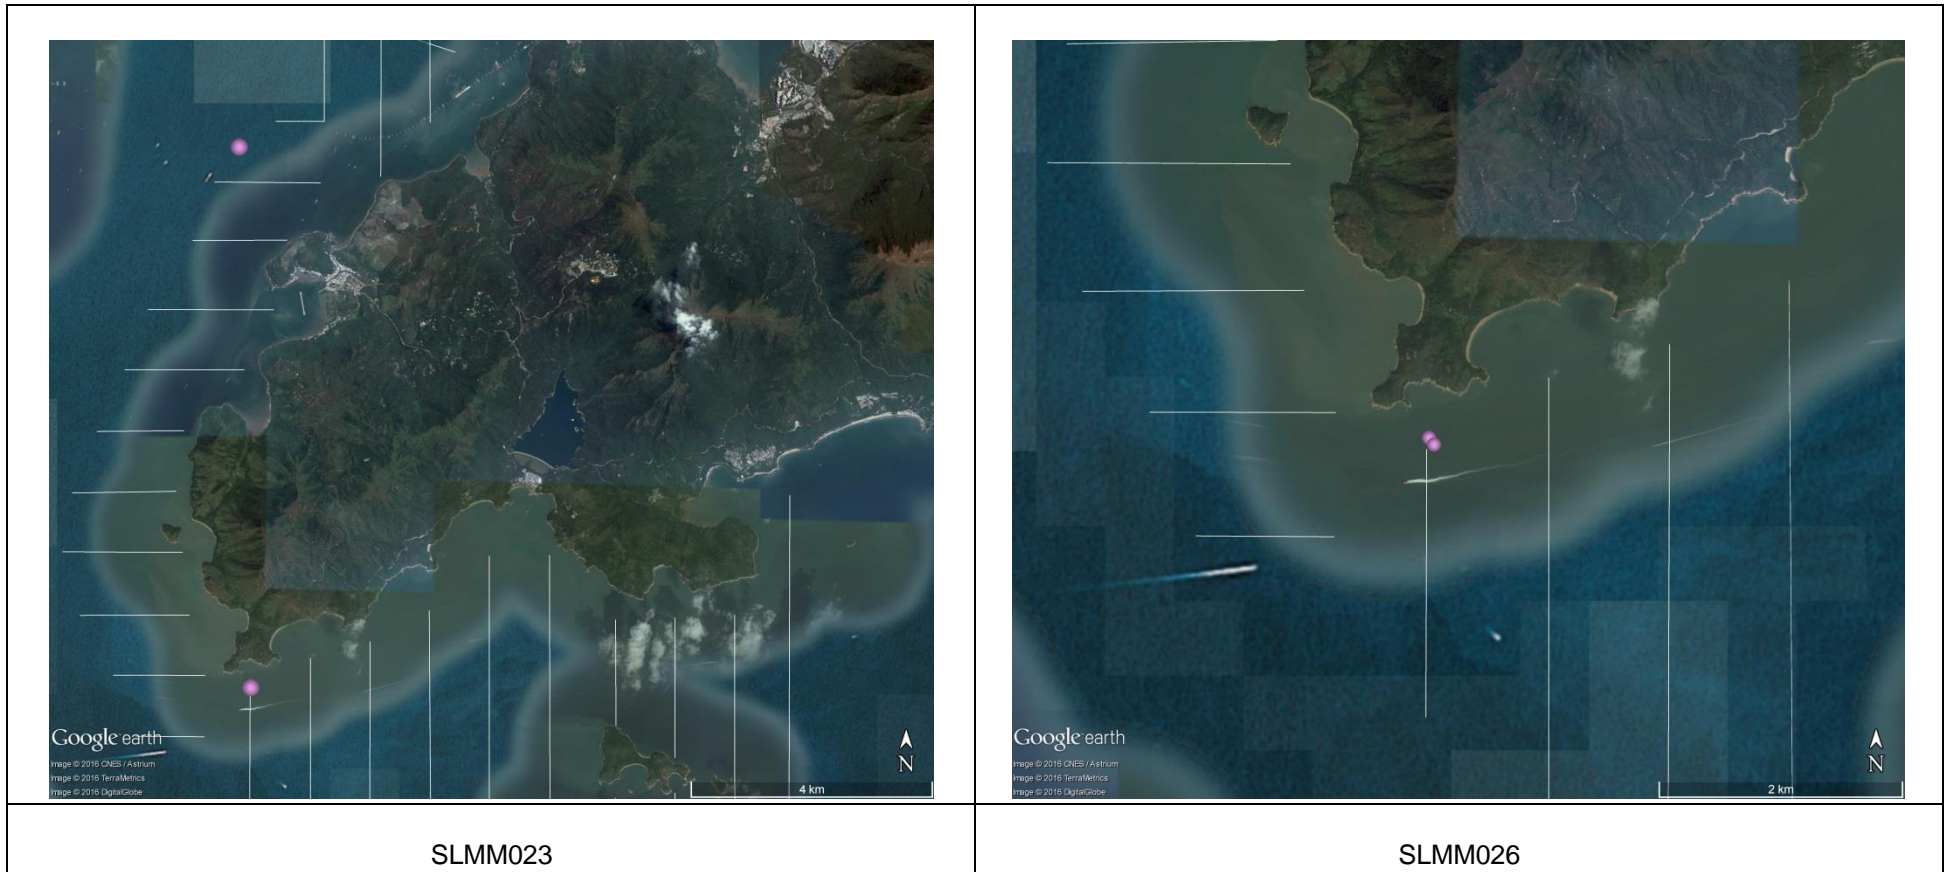 Google earth
Image © 2016 CNES / Astrium
Image © 2016 TerraMetrics
Image © 2016 DigitalGlobe
N
4 km
Google earth
Image © 2016 CNES / Astrium
Image © 2016 TerraMetrics
Image © 2016 DigitalGlobe
N
2 km
SLMM023
SLMM026